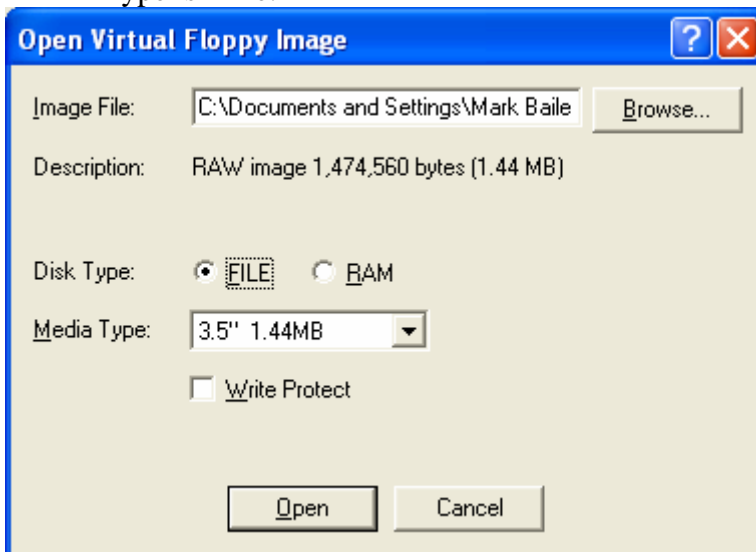 Open Virtual Floppy Image
Image File: C:\Documents and Settings\Mark Baile Browse...
Description: RAW image 1,474,560 bytes (1.44 MB)
Disk Type: FILE RAM
Media Type: 3.5" 1.44MB
Write Protect
Open Cancel